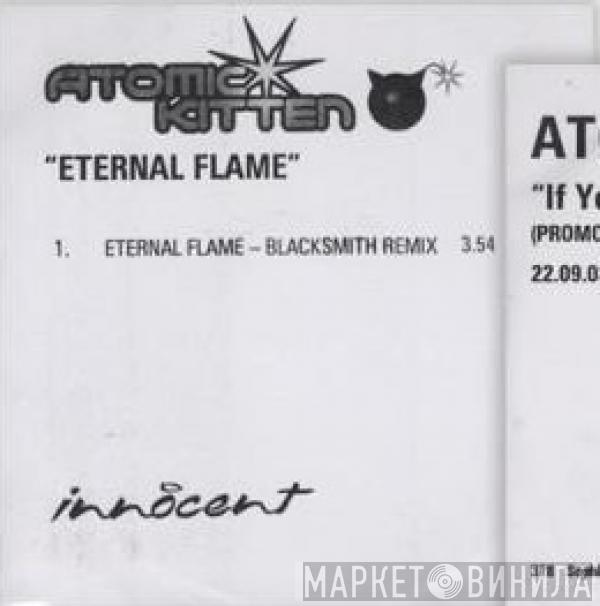 ATOMIC
KITTEN
"ETERNAL FLAME"
1. ETERNAL FLAME – BLACKSMITH REMIX 3.54
innocent
AT
"If Y
(PROMO
22.09.0
МАРКЕТ ВИНИЛА